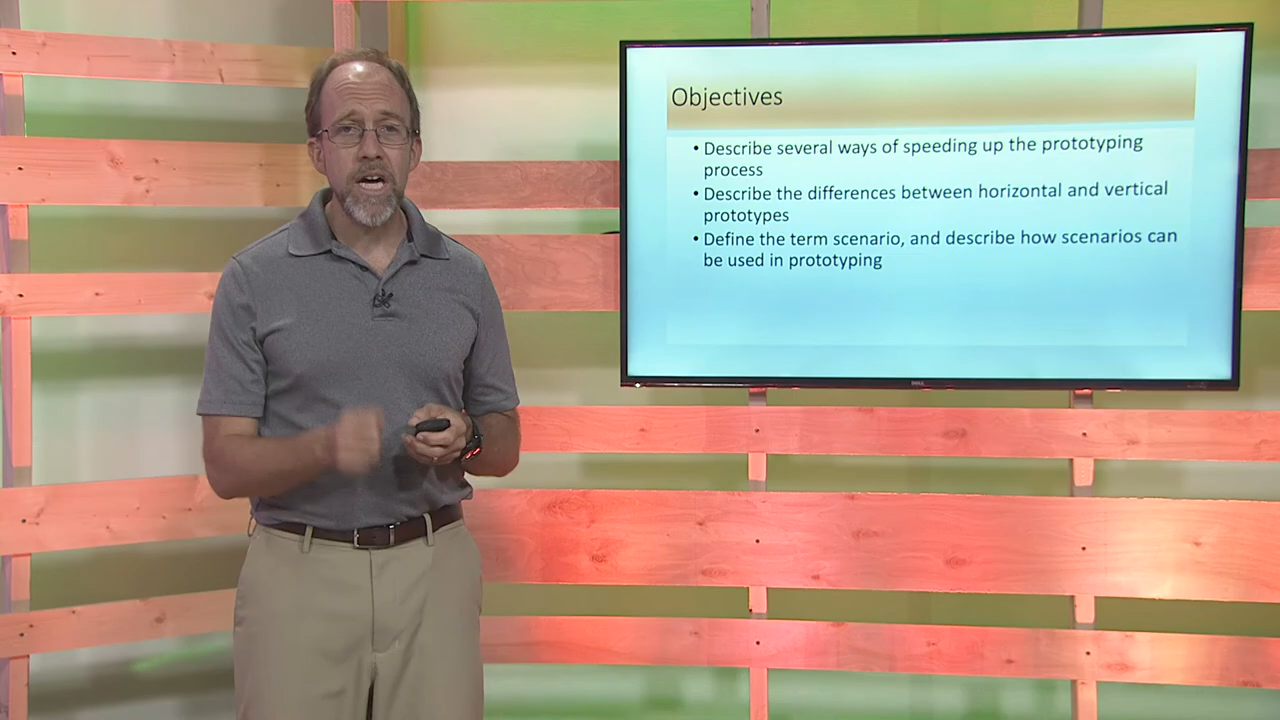 Objectives
• Describe several ways of speeding up the prototyping
process
• Describe the differences between horizontal and vertical
prototypes
• Define the term scenario, and describe how scenarios can
be used in prototyping
DELL